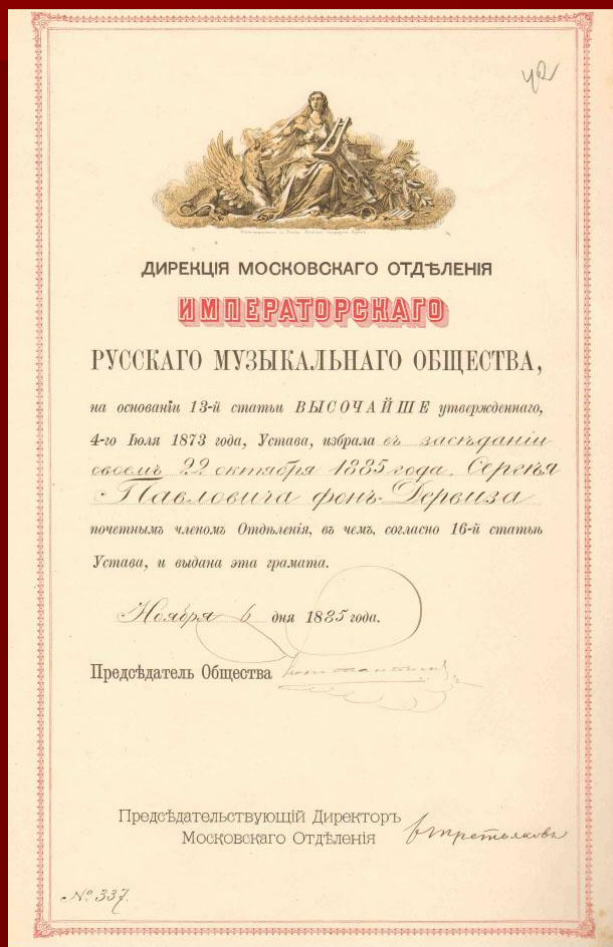 42
ДИРЕКЦІЯ МОСКОВСКАГО ОТДѢЛЕНІЯ
ИМПЕРАТОРСКАГО
РУССКАГО МУЗЫКАЛЬНАГО ОБЩЕСТВА,
на основаніи 13-й статьи ВЫСОЧАЙШЕ утвержденнаго,
4-го Іюля 1873 года, Устава, избрала въ засѣданіи
своемъ 22 октября 1885 года Сергѣя
Павловича фонъ-Дервиза
почетнымъ членомъ Отдѣленія, въ чемъ, согласно 16-й статьѣ
Устава, и выдана эта грамата.
Ноября 6 дня 1885 года.
Предсѣдатель Общества
Предсѣдательствующій Директоръ
Московскаго Отдѣленія
Третьяковъ
№ 337.